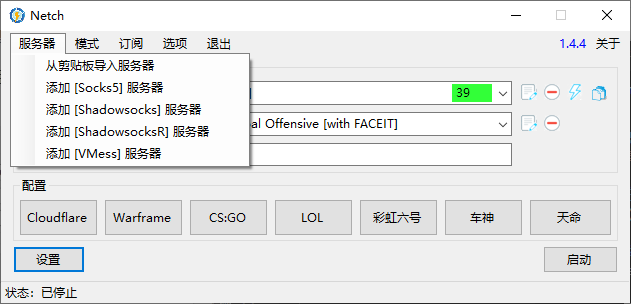 Netch
服务器 模式 订阅 选项 退出 1.4.4 关于
从剪贴板导入服务器
添加 [Socks5] 服务器
39
添加 [Shadowsocks] 服务器
al Offensive [with FACEIT]
添加 [ShadowsocksR] 服务器
添加 [VMess] 服务器
配置
Cloudflare Warframe CS:GO LOL 彩虹六号 车神 天命
设置 启动
状态：已停止